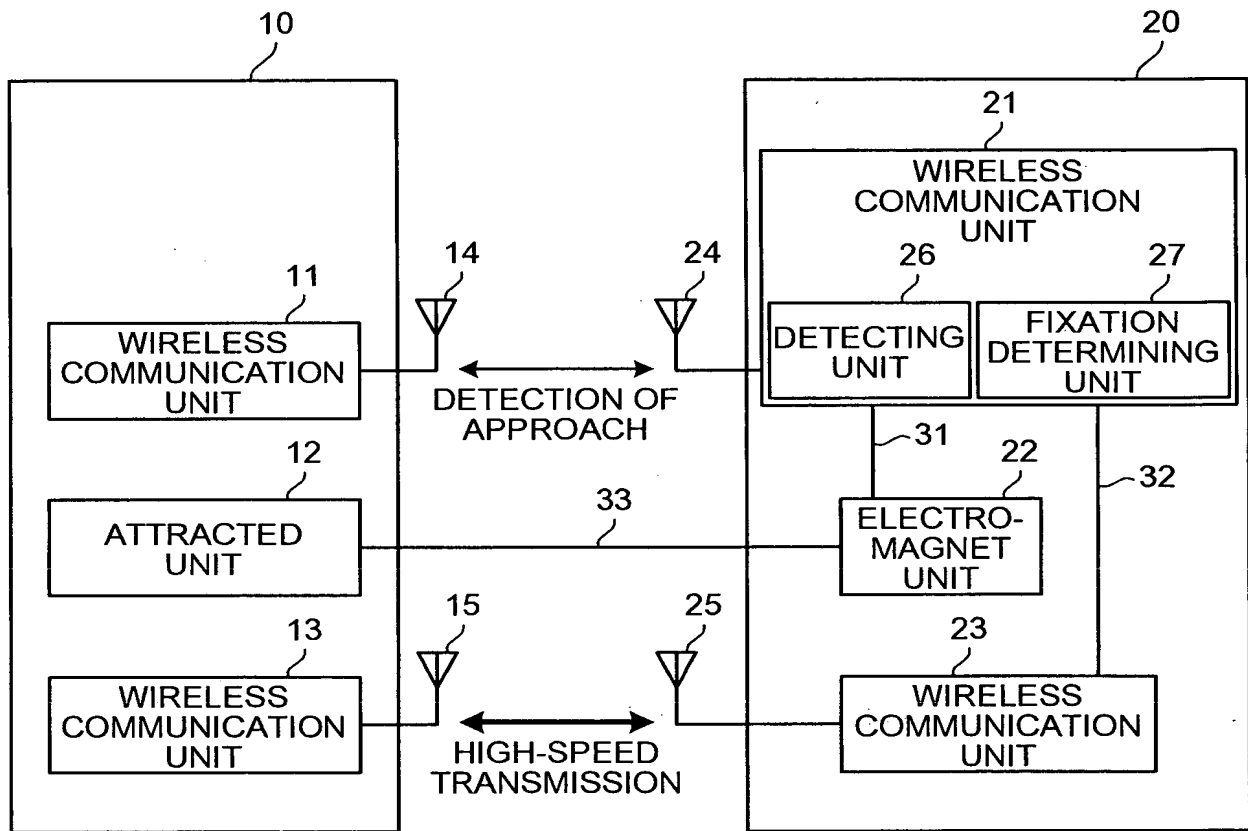 10
20
21
WIRELESS
COMMUNICATION
UNIT
11
14
24
26
27
WIRELESS
COMMUNICATION
UNIT
DETECTING
UNIT
FIXATION
DETERMINING
UNIT
DETECTION OF
APPROACH
31
32
12
33
22
ATTRACTED
UNIT
ELECTRO-
MAGNET
UNIT
13
15
25
23
WIRELESS
COMMUNICATION
UNIT
HIGH-SPEED
TRANSMISSION
WIRELESS
COMMUNICATION
UNIT